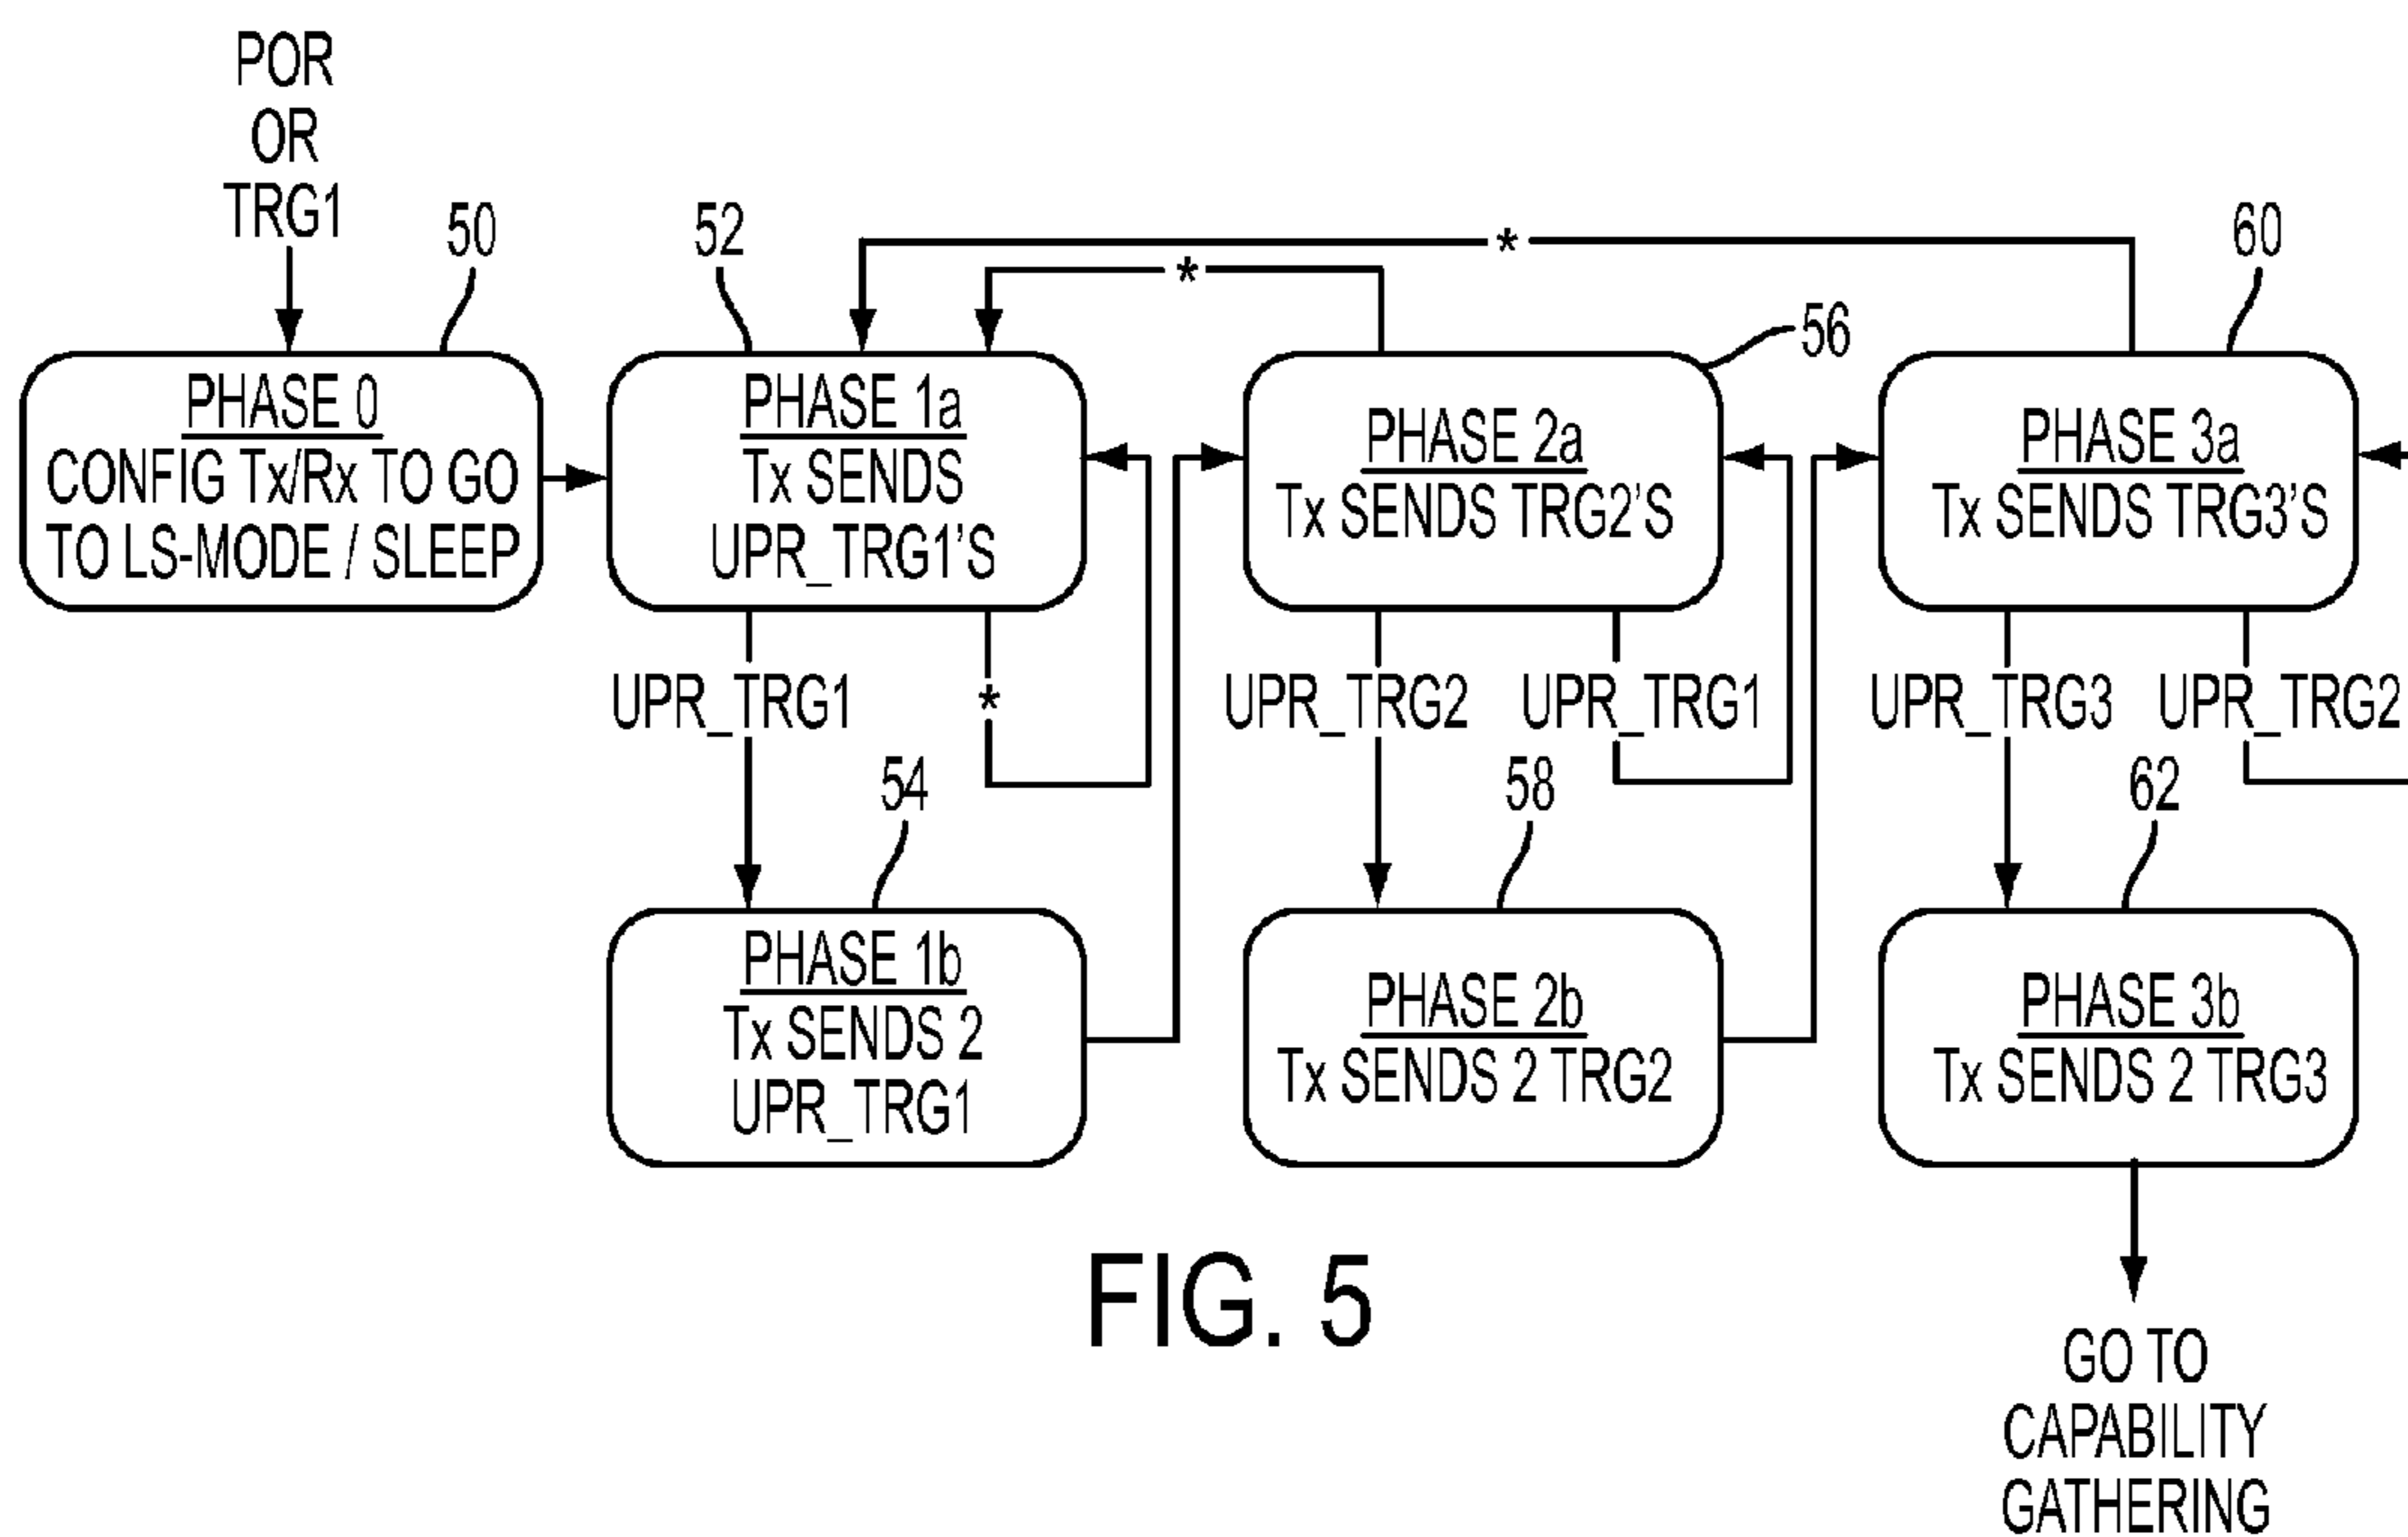 POR
OR
TRG1
50
52
60
56
*
*
PHASE 0
CONFIG Tx/Rx TO GO
TO LS-MODE / SLEEP
PHASE 1a
Tx SENDS
UPR_TRG1'S
PHASE 2a
Tx SENDS TRG2'S
PHASE 3a
Tx SENDS TRG3'S
UPR_TRG1
*
UPR_TRG2
UPR_TRG1
UPR_TRG3
UPR_TRG2
54
58
62
PHASE 1b
Tx SENDS 2
UPR_TRG1
PHASE 2b
Tx SENDS 2 TRG2
PHASE 3b
Tx SENDS 2 TRG3
GO TO
CAPABILITY
GATHERING
FIG. 5